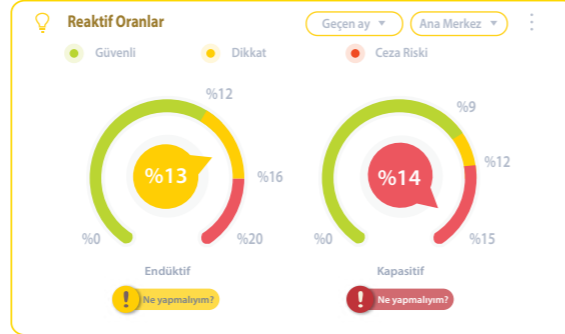 Reaktif Oranlar
Geçen ay
Ana Merkez
Güvenli
Dikkat
Ceza Riski
%12
%13
%16
%0
%20
Endüktif
! Ne yapmalıyım?
%9
%14
%12
%0
%15
Kapasitif
! Ne yapmalıyım?